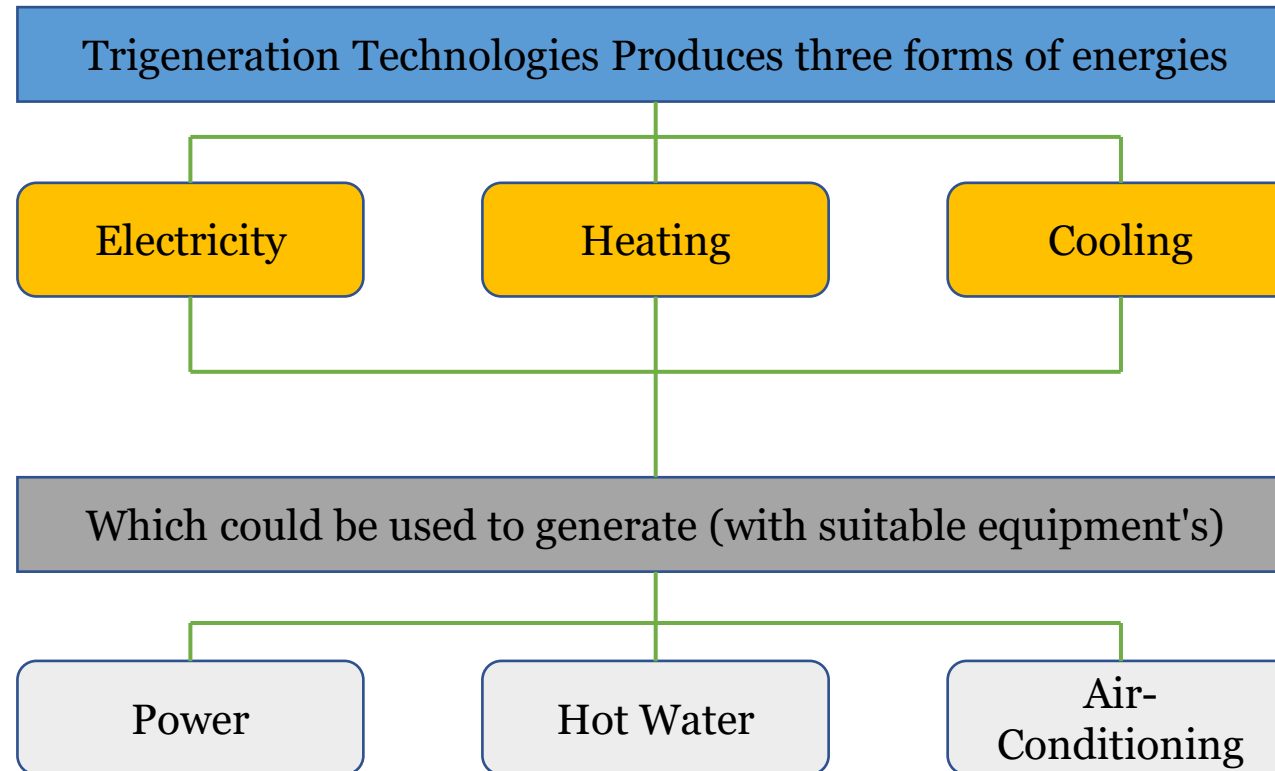 Trigeneration Technologies Produces three forms of energies
Electricity
Heating
Cooling
Which could be used to generate (with suitable equipment's)
Power
Hot Water
Air-
Conditioning